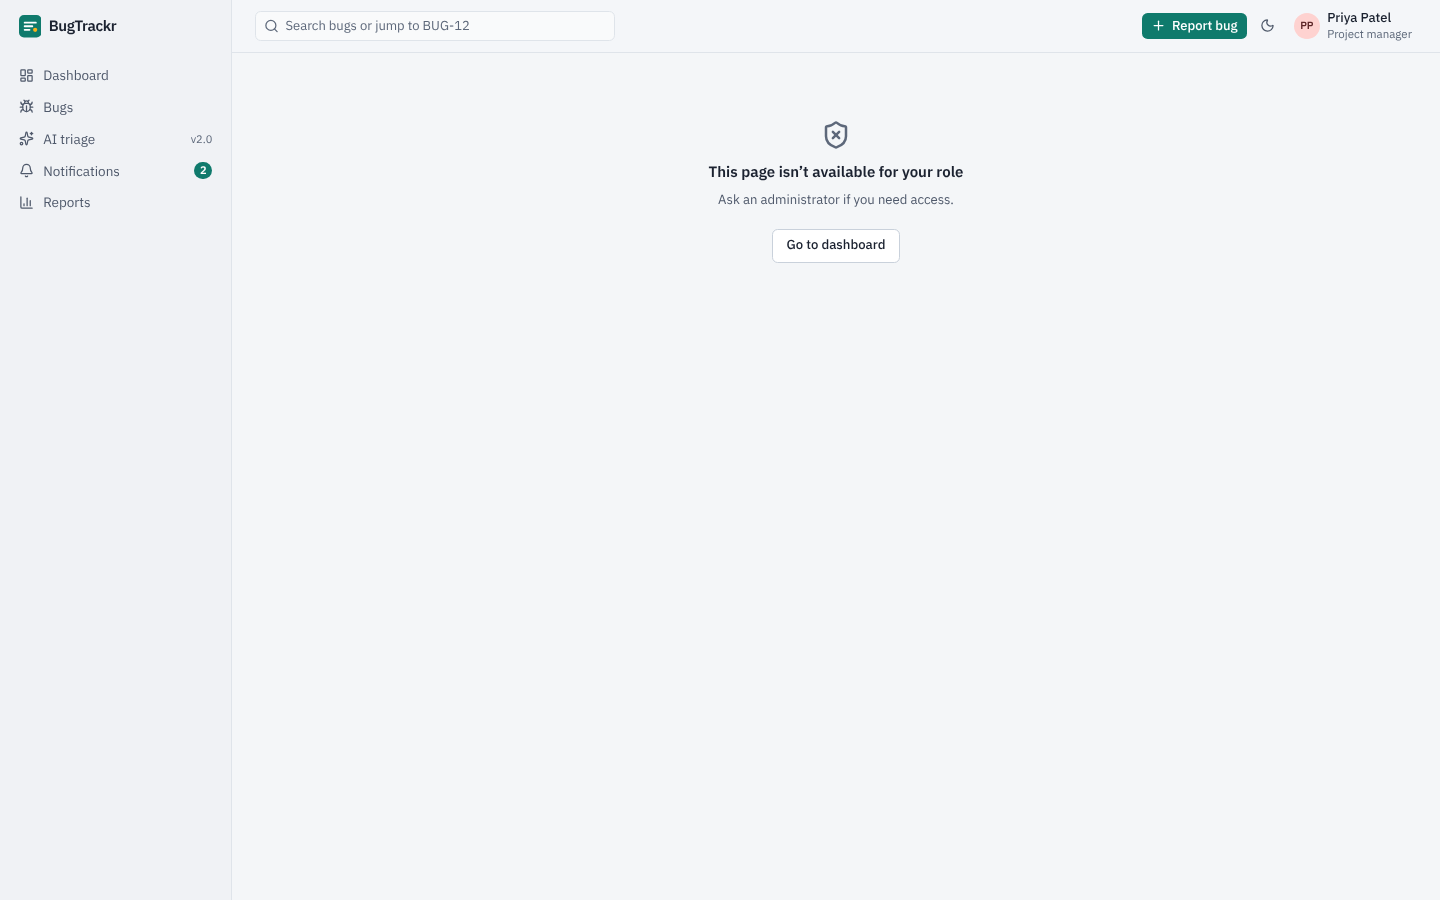 BugTrackr
Search bugs or jump to BUG-12
Report bug
PP
Priya Patel
Project manager
Dashboard
Bugs
AI triage
v2.0
Notifications
2
Reports
This page isn’t available for your role
Ask an administrator if you need access.
Go to dashboard